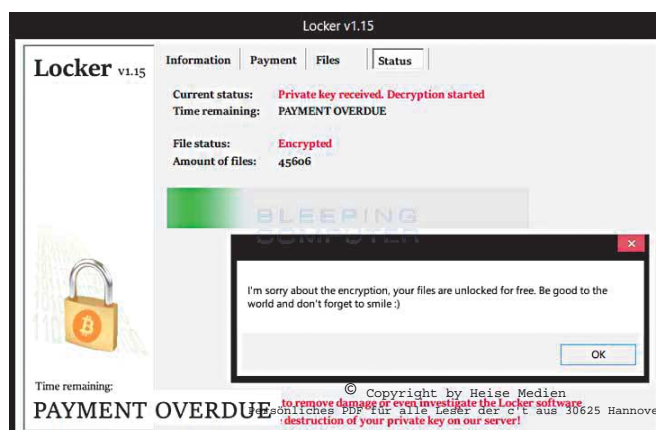 Locker v1.15
Locker v1.15
Information Payment Files Status
Current status: Private key received. Decryption started
Time remaining: PAYMENT OVERDUE
File status: Encrypted
Amount of files: 45606
BLEEPING
COMPUTER
I'm sorry about the encryption, your files are unlocked for free. Be good to the
world and don't forget to smile :)
OK
Time remaining:
PAYMENT OVERDUE
to remove damage or even investigate the Locker software
destruction of your private key on our server!
© Copyright by Heise Medien
Persönliches PDF für alle Leser der c't aus 30625 Hannove